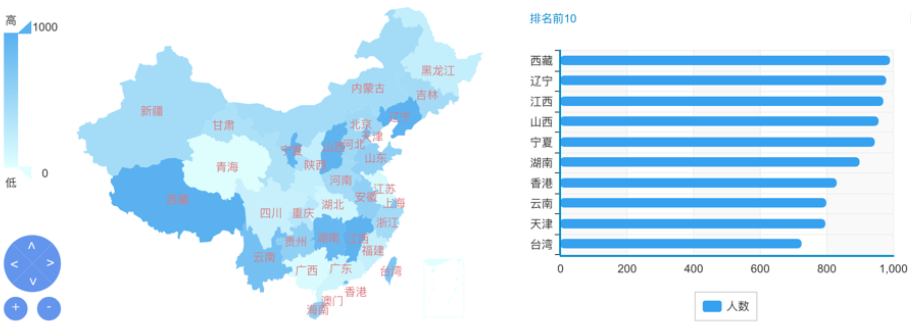 高
1000
0
低
黑龙江
内蒙古
吉林
新疆
辽宁
甘肃
北京
天津
宁夏
山西
河北
山东
陕西
青海
河南
江苏
西藏
安徽
上海
湖北
四川
重庆
浙江
湖南
江西
贵州
福建
云南
广西
广东
台湾
香港
澳门
海南
+
-
排名前10
西藏
辽宁
江西
山西
宁夏
湖南
香港
云南
天津
台湾
0 200 400 600 800 1,000
人数